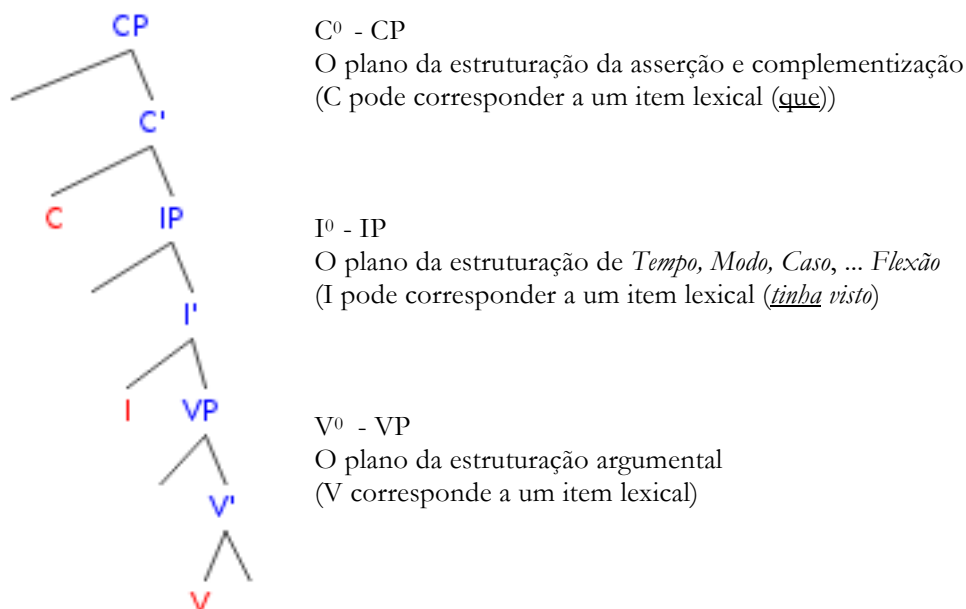 CP
C⁰ - CP
O plano da estruturação da asserção e complementização
(C pode corresponder a um item lexical (que))
C'
C IP
I⁰ - IP
O plano da estruturação de Tempo, Modo, Caso, ... Flexão
(I pode corresponder a um item lexical (tinha visto)
I'
I VP
V⁰ - VP
O plano da estruturação argumental
(V corresponde a um item lexical)
V'
V